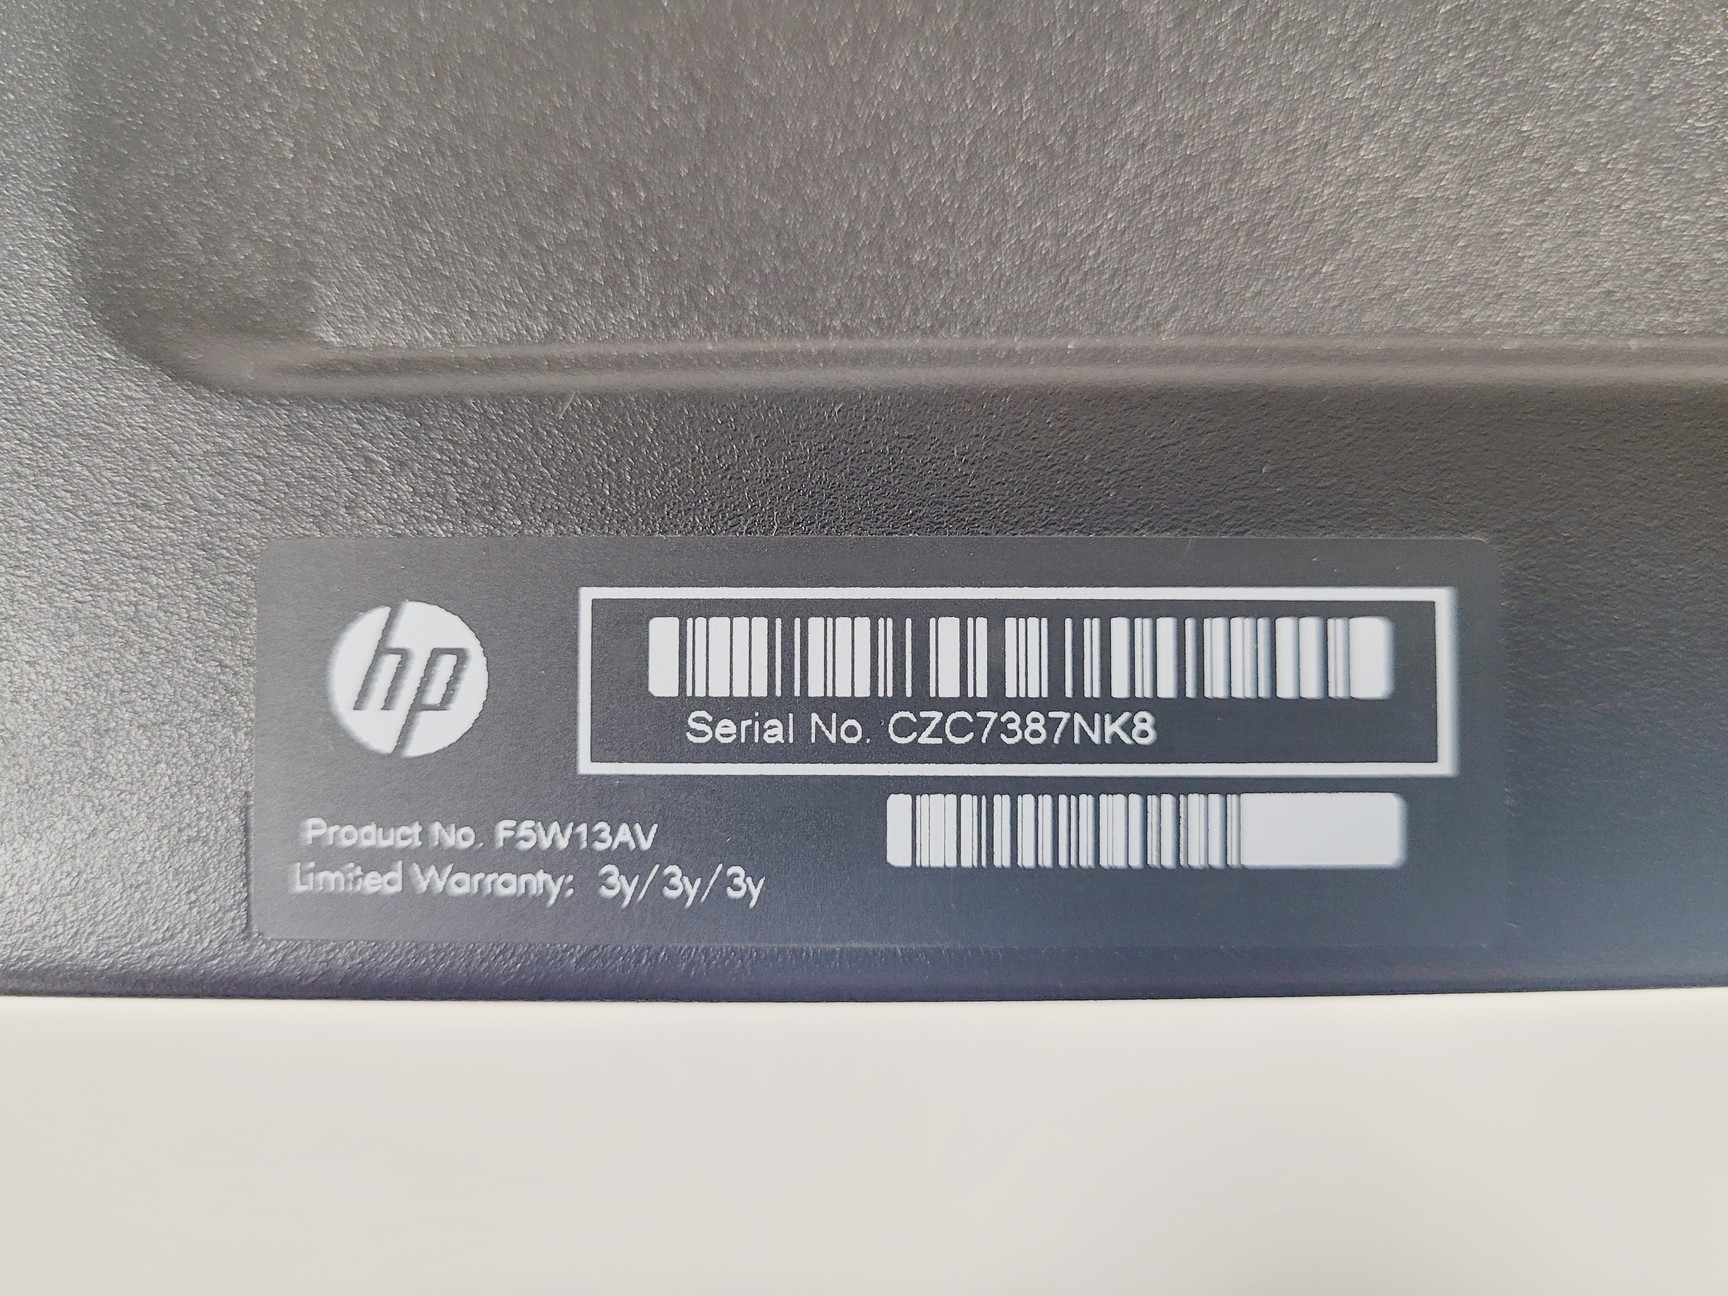 hp
Serial No. CZC7387NK8
Product No. F5W13AV
Limited Warranty: 3y/3y/3y